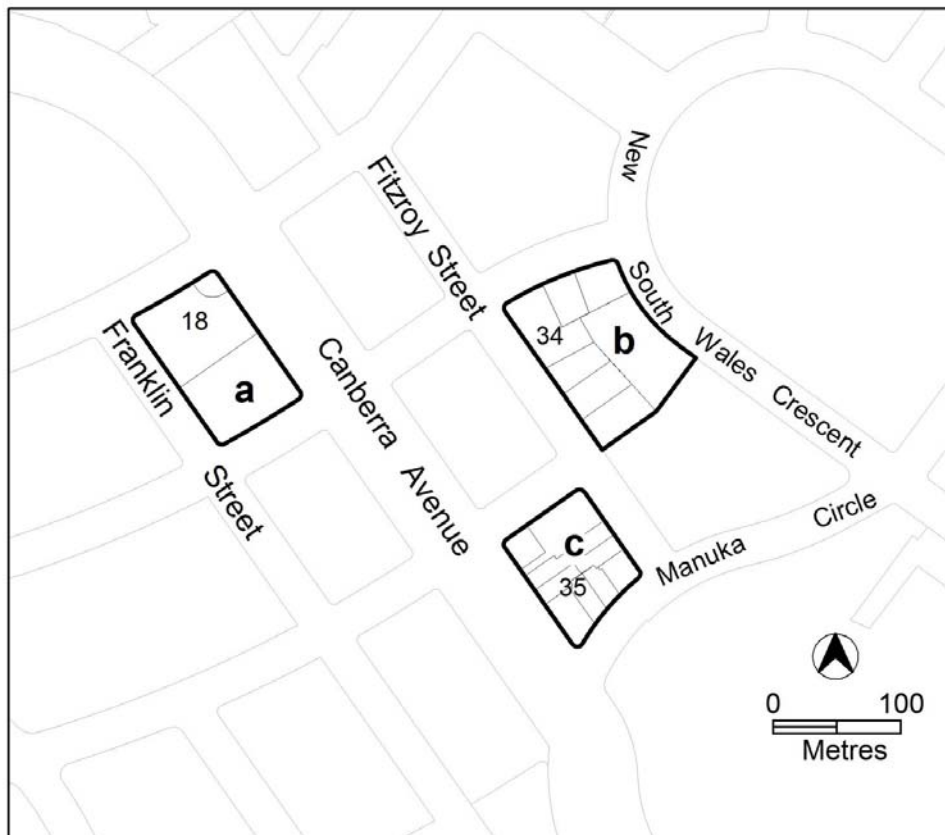 New
South Wales Crescent
Fitzroy Street
18
34
b
a
Franklin Street
Canberra Avenue
c
35
Manuka Circle
0 100
Metres